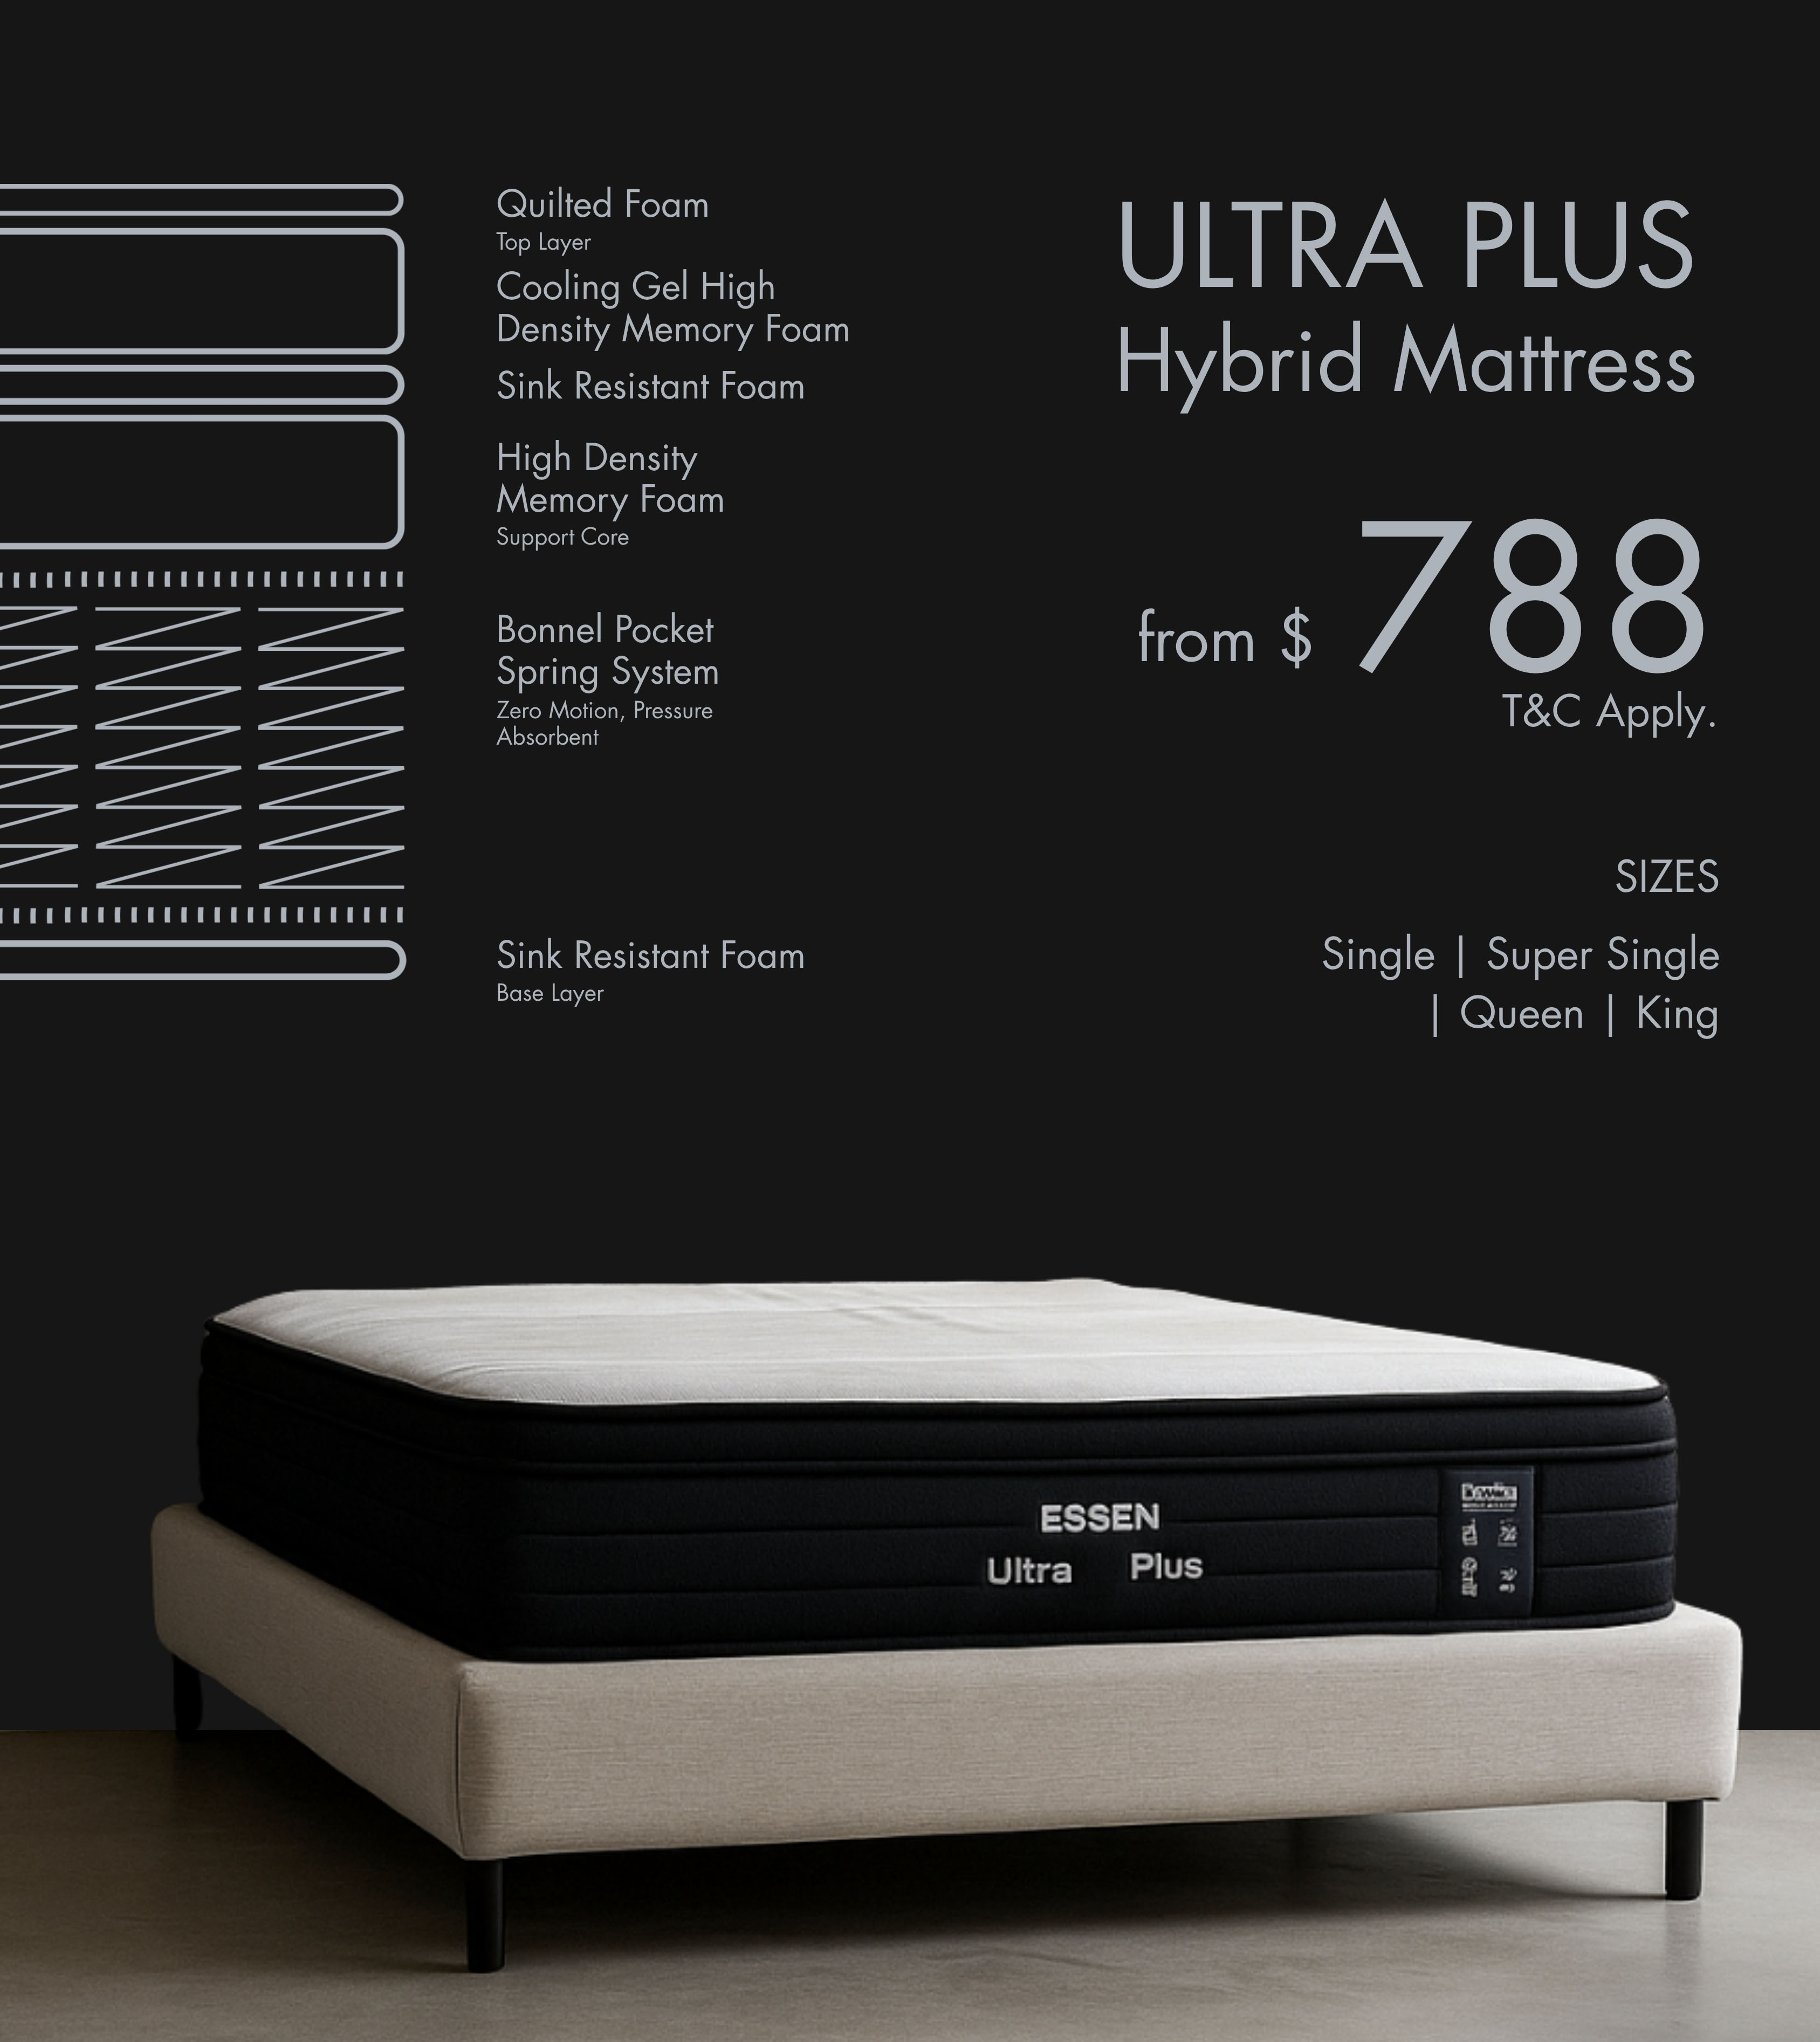 Quilted Foam
Top Layer
Cooling Gel High
Density Memory Foam
Sink Resistant Foam
High Density
Memory Foam
Support Core
Bonnel Pocket
Spring System
Zero Motion, Pressure
Absorbent
Sink Resistant Foam
Base Layer
ULTRA PLUS
Hybrid Mattress
from $ 788
T&C Apply.
SIZES
Single | Super Single
| Queen | King
ESSEN
Ultra Plus